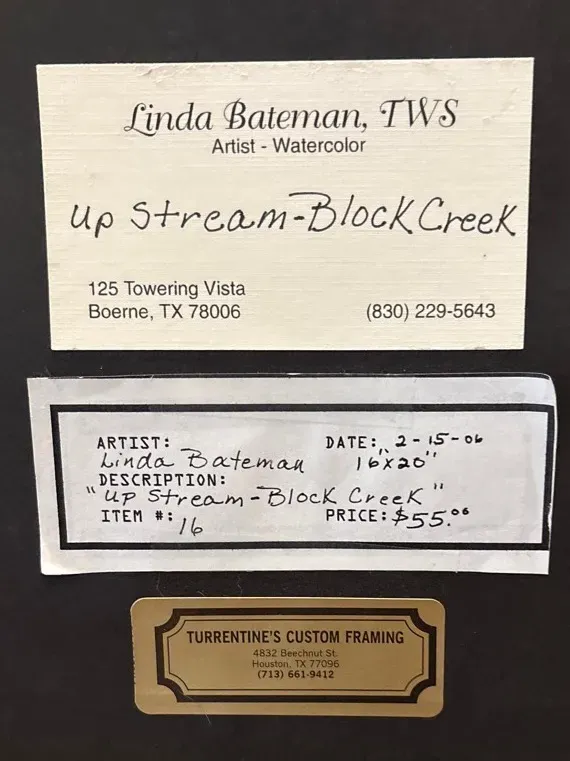 Linda Bateman, TWS
Artist - Watercolor
Up Stream-Block Creek
125 Towering Vista
Boerne, TX 78006 (830) 229-5643
ARTIST: DATE: 2-15-06
Linda Bateman 16"x20"
DESCRIPTION:
"Up Stream-Block Creek"
ITEM #: 16 PRICE: $55.00
TURRENTINE'S CUSTOM FRAMING
4832 Beechnut St.
Houston, TX 77096
(713) 661-9412